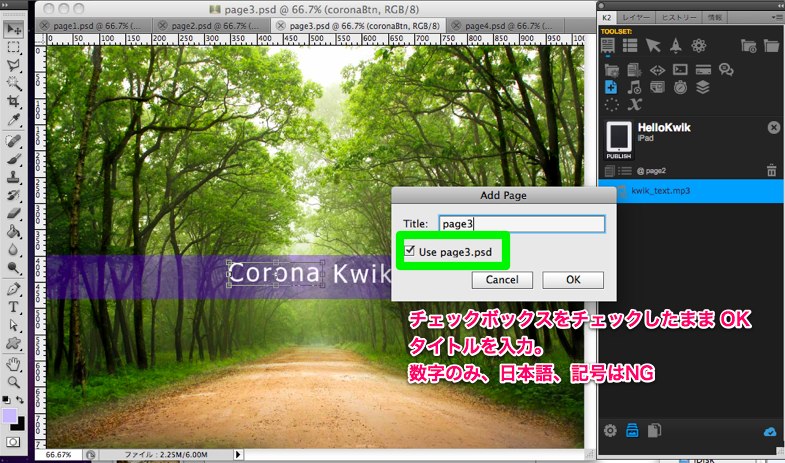 page3.psd @ 66.7% (coronaBtn, RGB/8)
page1.psd @ 66.7% (...
page2.psd @ 66.7% (...
page3.psd @ 66.7% (coronaBtn, RGB/8)
page4.psd @ 66.7% (...
K2 レイヤー ヒストリー 情報
TOOLSET:
HelloKwik
iPad
PUBLISH
@ page2
kwik_text.mp3
Add Page
Title: page3
Use page3.psd
Cancel OK
Corona Kwik
チェックボックスをチェックしたまま OK
タイトルを入力。
数字のみ、日本語、記号はNG
66.67% ファイル : 2.25M/6.00M
iDisk